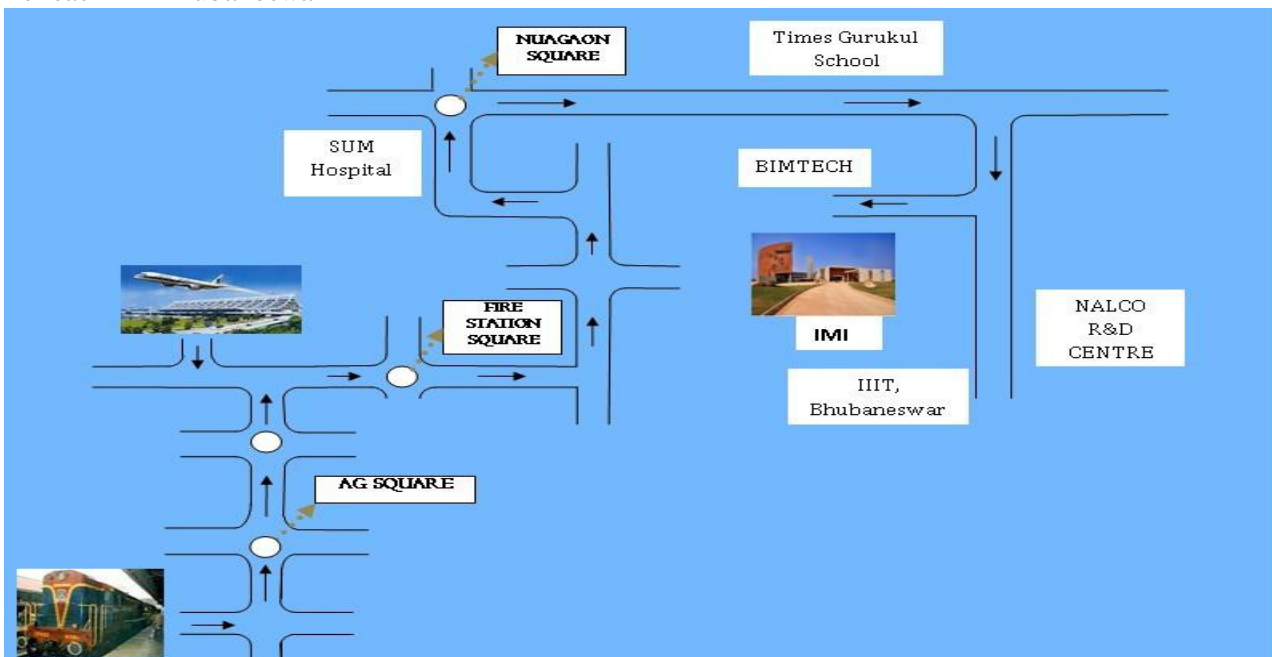 NUAGAON
SQUARE
Times Gurukul
School
SUM
Hospital
BIMTECH
FIRE
STATION
SQUARE
IMI
NALCO
R&D
CENTRE
IIIT,
Bhubaneswar
AG SQUARE